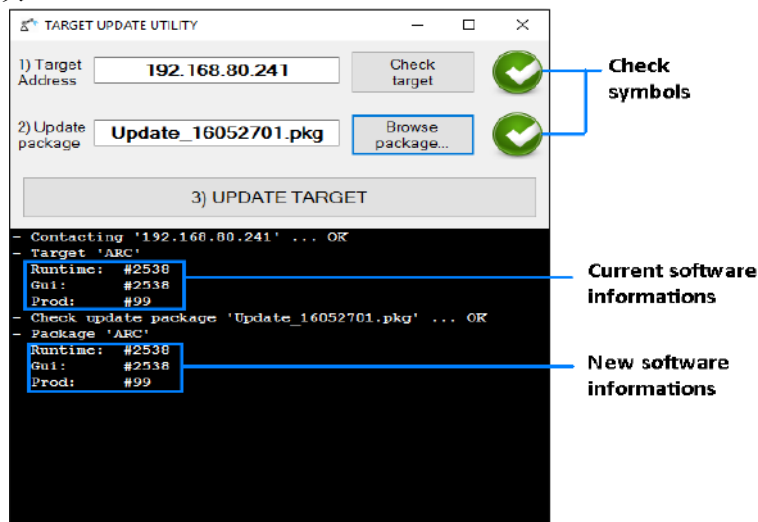 TARGET UPDATE UTILITY
1) Target
Address
192.168.80.241
Check
target
Check
symbols
2) Update
package
Update_16052701.pkg
Browse
package...
3) UPDATE TARGET
- Contacting '192.168.80.241' ... OK
- Target 'ARC'
Runtime: #2538
Gui: #2538
Prod: #99
Current software
informations
- Check update package 'Update_16052701.pkg' ... OK
- Package 'ARC'
Runtime: #2538
Gui: #2538
Prod: #99
New software
informations